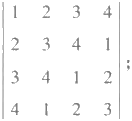 | 1 2 3 4 |
| 2 3 4 1 |
| 3 4 1 2 | ;
| 4 1 2 3 |